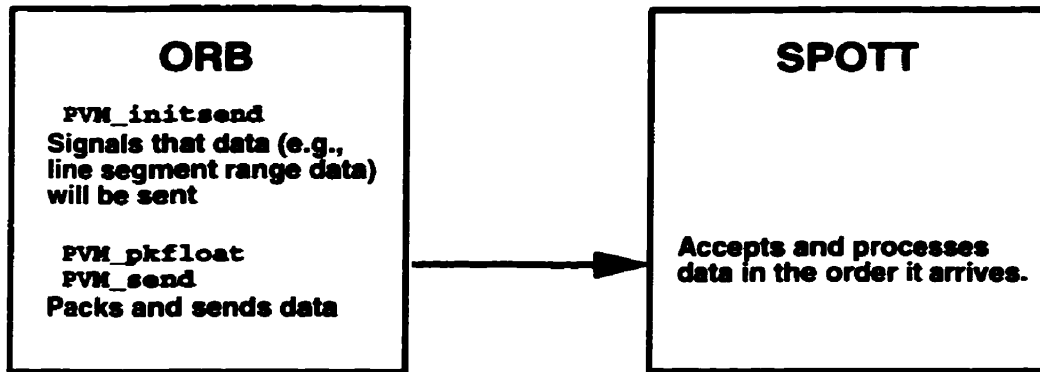 ORB
PVM_initsend
Signals that data (e.g.,
line segment range data)
will be sent
PVM_pkfloat
PVM_send
Packs and sends data
SPOTT
Accepts and processes
data in the order it arrives.